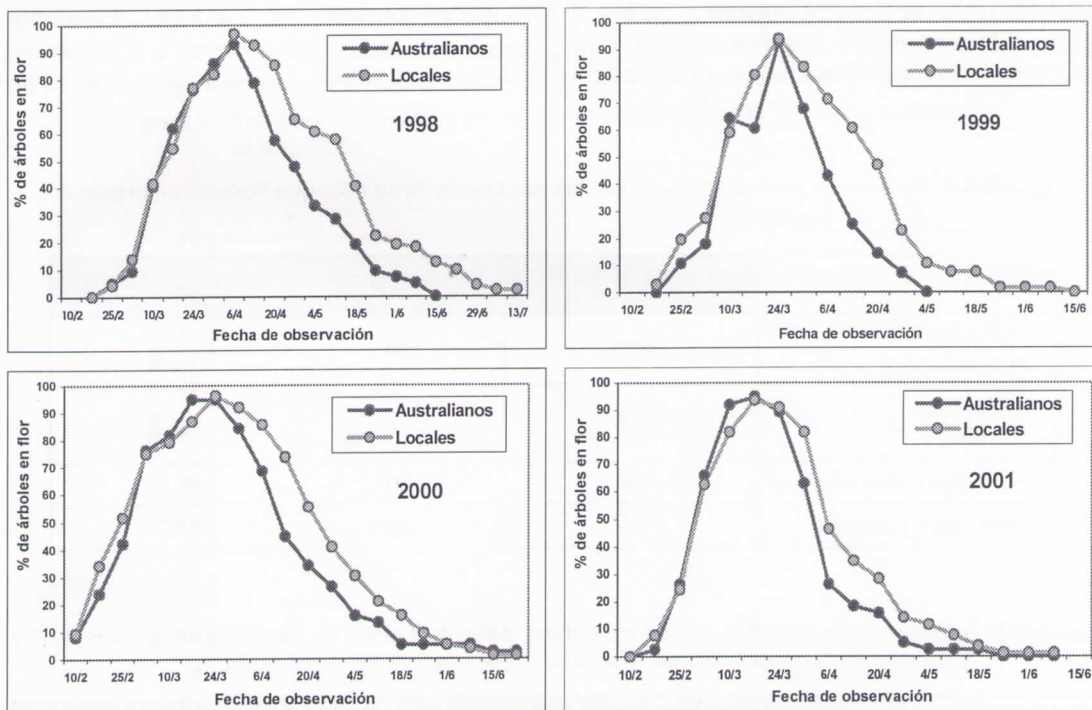 % de árboles en flor
100
90
80
70
60
50
40
30
20
10
0
Australianos
Locales
1998
10/2 25/2 10/3 24/3 6/4 20/4 4/5 18/5 1/6 15/6 29/6 13/7
Fecha de observación
% de árboles en flor
100
90
80
70
60
50
40
30
20
10
0
Australianos
Locales
1999
10/2 25/2 10/3 24/3 6/4 20/4 4/5 18/5 1/6 15/6
Fecha de observación
% de árboles en flor
100
90
80
70
60
50
40
30
20
10
0
Australianos
Locales
2000
10/2 25/2 10/3 24/3 6/4 20/4 4/5 18/5 1/6 15/6
Fecha de observación
% de árboles en flor
100
90
80
70
60
50
40
30
20
10
0
Australianos
Locales
2001
10/2 25/2 10/3 24/3 6/4 20/4 4/5 18/5 1/6 15/6
Fecha de observación